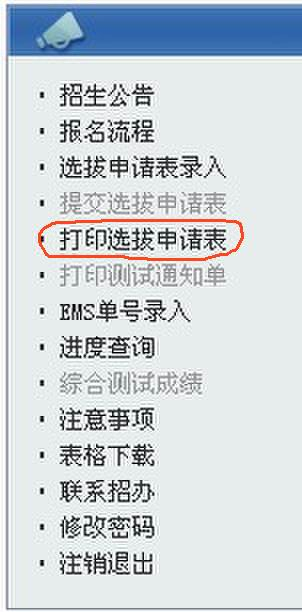 招生公告
报名流程
选拔申请表录入
提交选拔申请表
打印选拔申请表
打印测试通知单
EMS单号录入
进度查询
综合测试成绩
注意事项
表格下载
联系招办
修改密码
注销退出